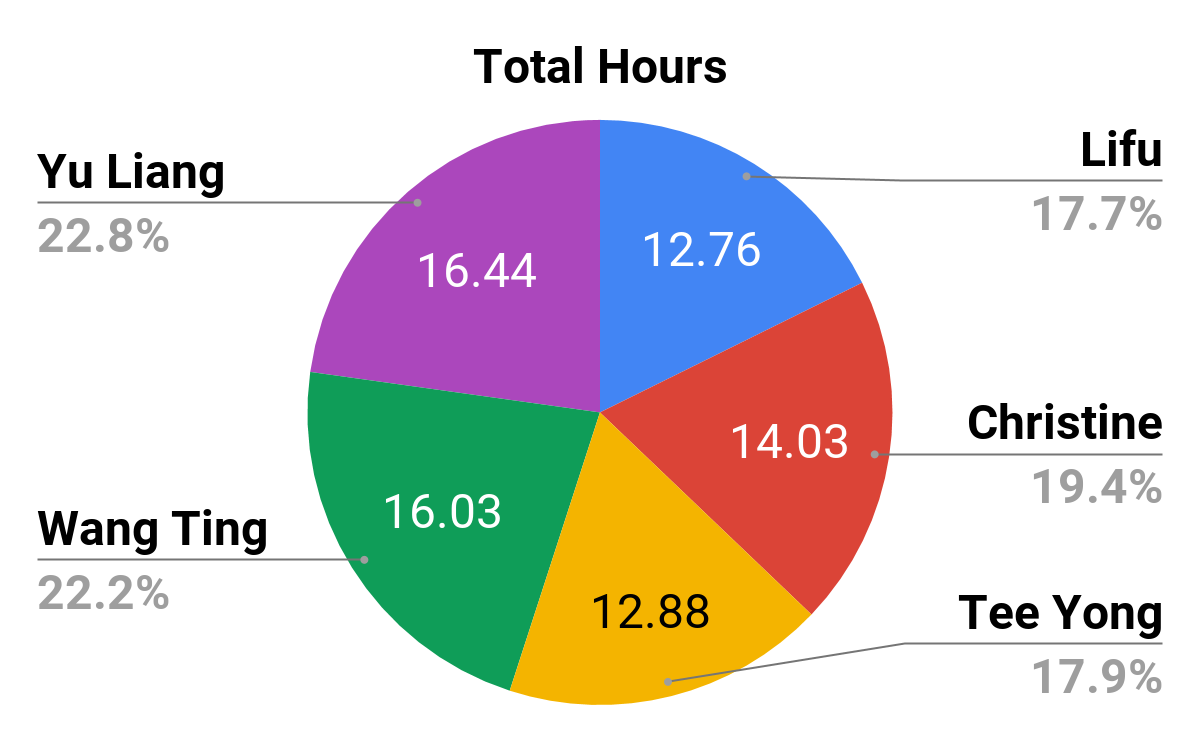 Total Hours
Yu Liang
22.8%
Lifu
17.7%
16.44
12.76
Christine
19.4%
14.03
Wang Ting
22.2%
16.03
12.88
Tee Yong
17.9%